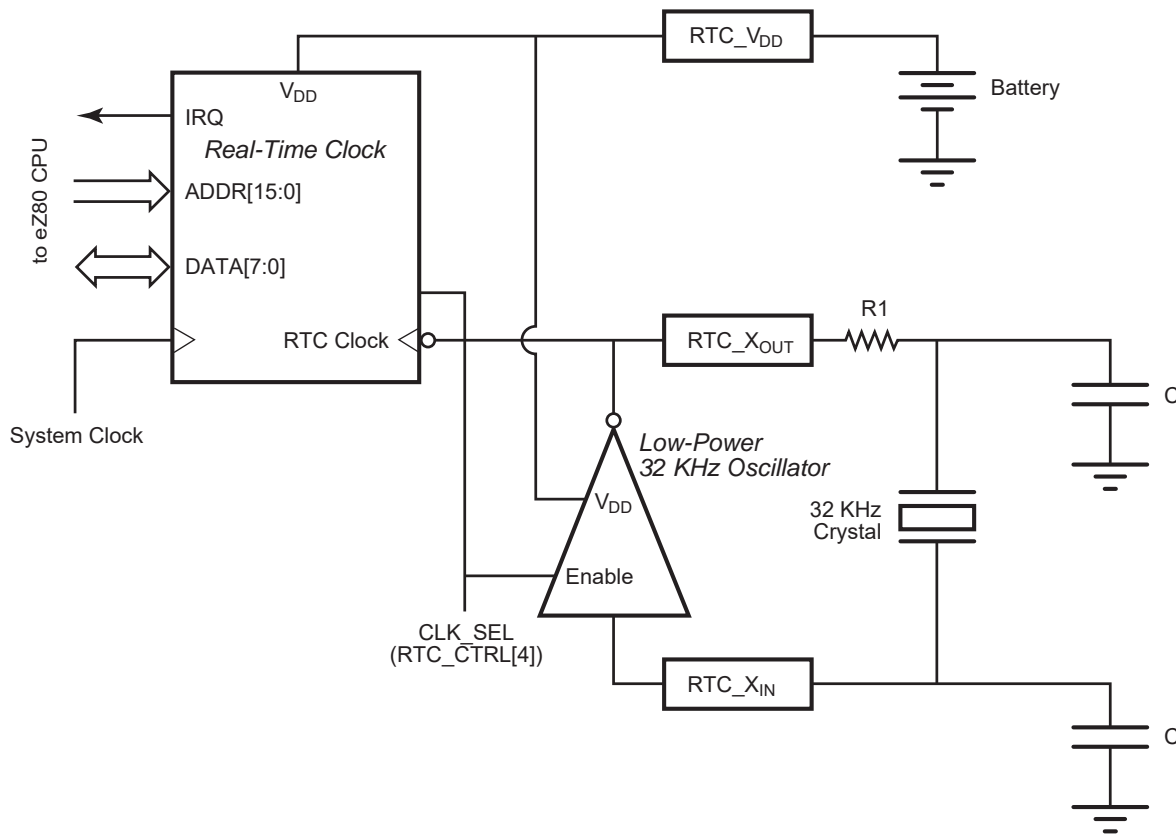 RTC_VDD
VDD
Battery
IRQ
Real-Time Clock
to eZ80 CPU
ADDR[15:0]
DATA[7:0]
R1
RTC Clock
RTC_XOUT
C
System Clock
Low-Power
32 KHz Oscillator
VDD
32 KHz
Crystal
Enable
CLK_SEL
(RTC_CTRL[4])
RTC_XIN
C